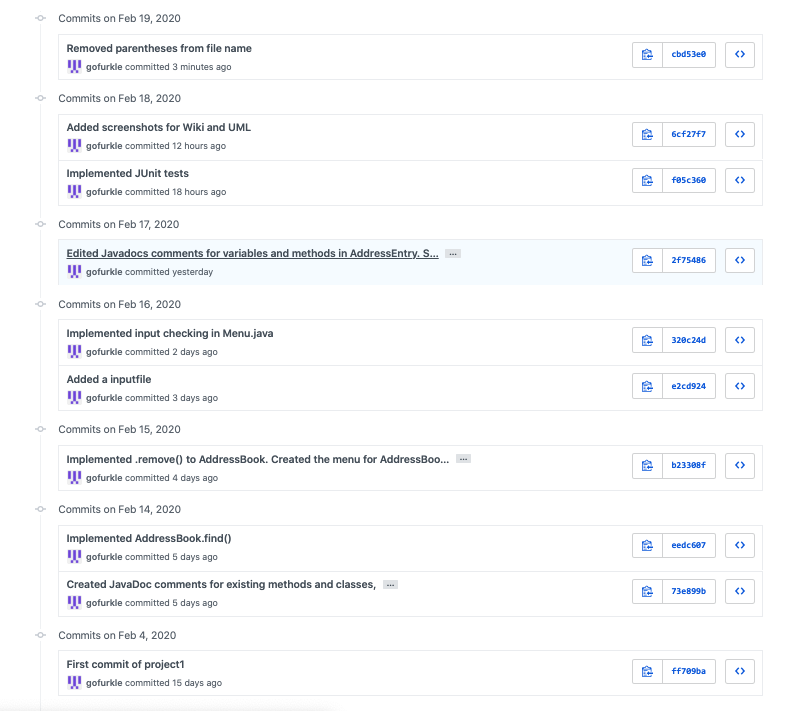 Commits on Feb 19, 2020
Removed parentheses from file name
gofurkle committed 3 minutes ago
cbd53e0
Commits on Feb 18, 2020
Added screenshots for Wiki and UML
gofurkle committed 12 hours ago
6cf27f7
Implemented JUnit tests
gofurkle committed 18 hours ago
f05c360
Commits on Feb 17, 2020
Edited Javadocs comments for variables and methods in AddressEntry. S... ...
gofurkle committed yesterday
2f75486
Commits on Feb 16, 2020
Implemented input checking in Menu.java
gofurkle committed 2 days ago
320c24d
Added a inputfile
gofurkle committed 3 days ago
e2cd924
Commits on Feb 15, 2020
Implemented .remove() to AddressBook. Created the menu for AddressBoo... ...
gofurkle committed 4 days ago
b23308f
Commits on Feb 14, 2020
Implemented AddressBook.find()
gofurkle committed 5 days ago
eedc607
Created JavaDoc comments for existing methods and classes, ...
gofurkle committed 5 days ago
73e899b
Commits on Feb 4, 2020
First commit of project1
gofurkle committed 15 days ago
ff709ba